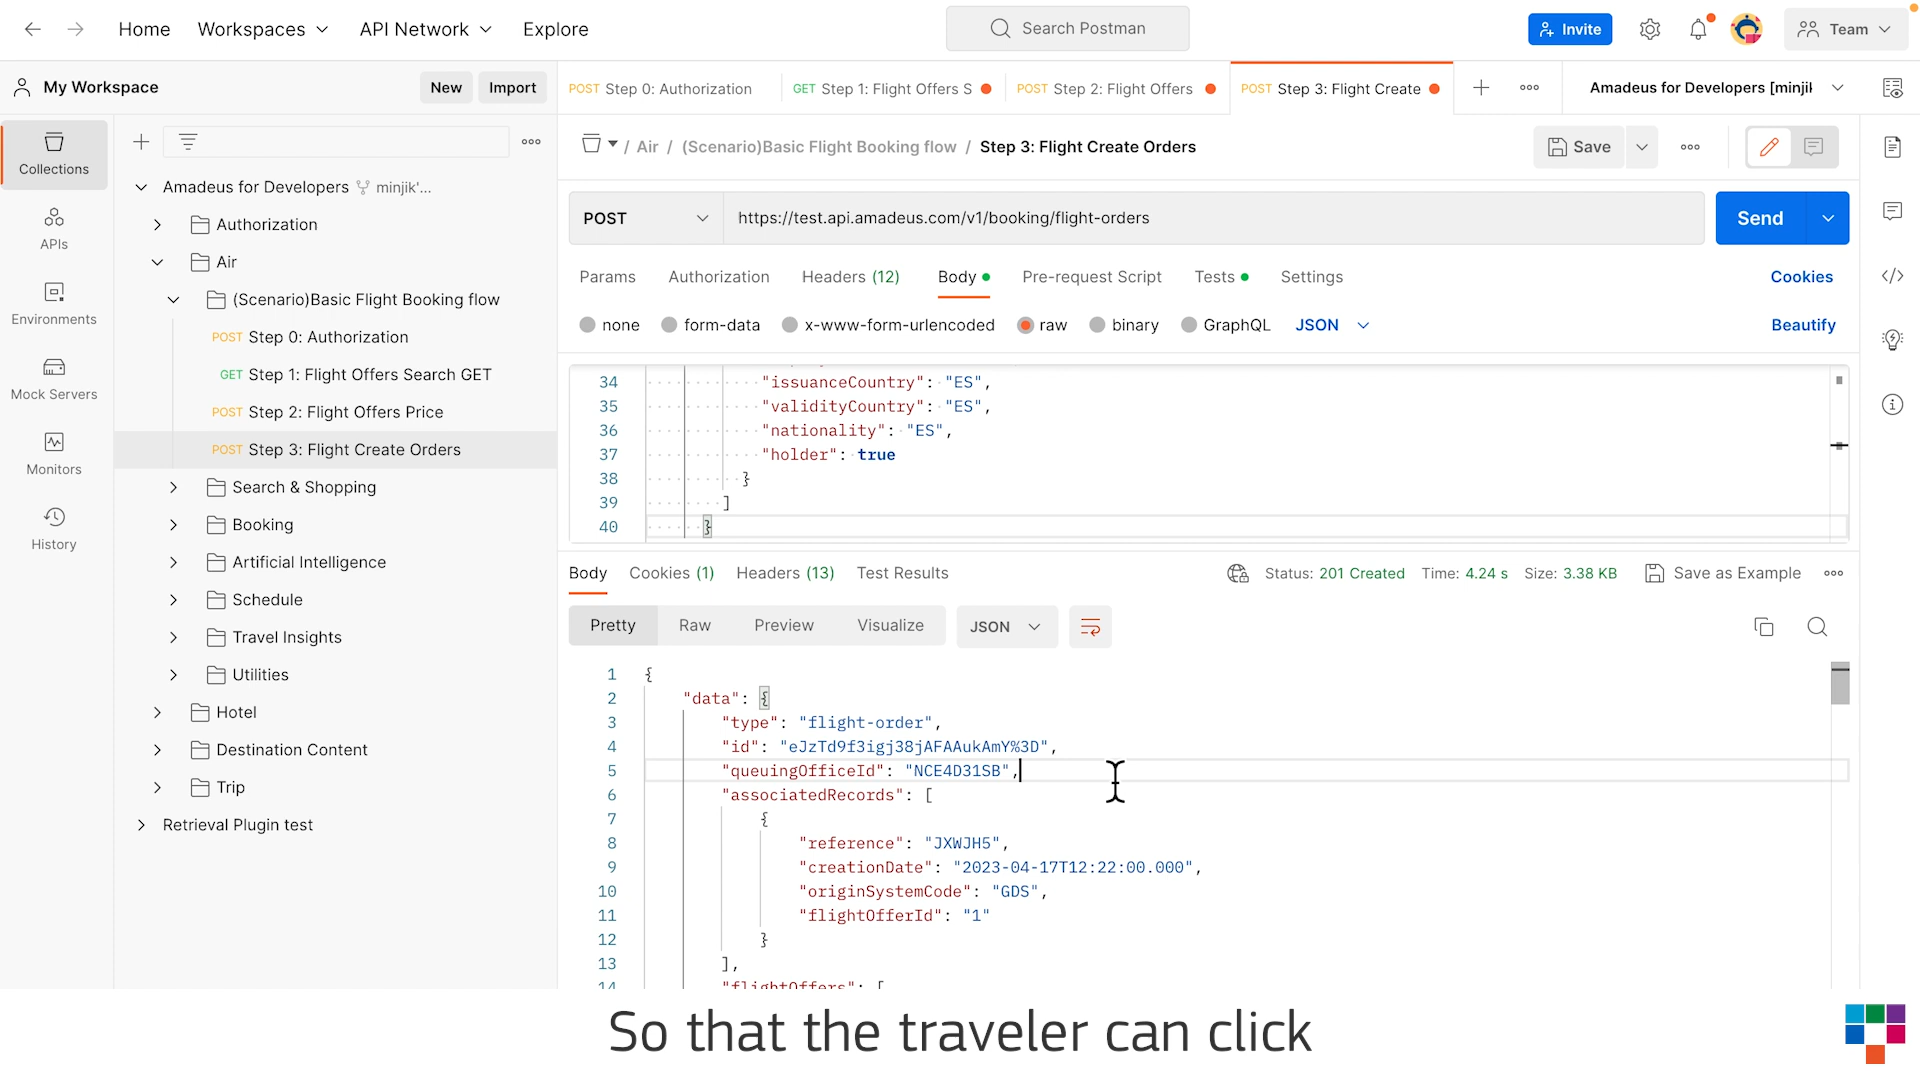 Home Workspaces API Network Explore Search Postman Invite Team
My Workspace New Import POST Step 0: Authorization GET Step 1: Flight Offers S POST Step 2: Flight Offers POST Step 3: Flight Create Amadeus for Developers [minjil
/ Air / (Scenario)Basic Flight Booking flow / Step 3: Flight Create Orders Save
Collections
APIs
Environments
Mock Servers
Monitors
History
Amadeus for Developers minjik'...
Authorization
Air
(Scenario)Basic Flight Booking flow
POST Step 0: Authorization
GET Step 1: Flight Offers Search GET
POST Step 2: Flight Offers Price
POST Step 3: Flight Create Orders
Search & Shopping
Booking
Artificial Intelligence
Schedule
Travel Insights
Utilities
Hotel
Destination Content
Trip
Retrieval Plugin test
POST https://test.api.amadeus.com/v1/booking/flight-orders Send
Params Authorization Headers (12) Body Pre-request Script Tests Settings Cookies
none form-data x-www-form-urlencoded raw binary GraphQL JSON Beautify
34 "issuanceCountry": "ES",
35 "validityCountry": "ES",
36 "nationality": "ES",
37 "holder": true
38 }
39 ]
40 }
Body Cookies (1) Headers (13) Test Results Status: 201 Created Time: 4.24 s Size: 3.38 KB Save as Example
Pretty Raw Preview Visualize JSON
1 {
2 "data": {
3 "type": "flight-order",
4 "id": "eJzTd9f3igj38jAFAAukAmY%3D",
5 "queuingOfficeId": "NCE4D31SB",
6 "associatedRecords": [
7 {
8 "reference": "JXWJH5",
9 "creationDate": "2023-04-17T12:22:00.000",
10 "originSystemCode": "GDS",
11 "flightOfferId": "1"
12 }
13 ],
14 "flightOffers": [
So that the traveler can click